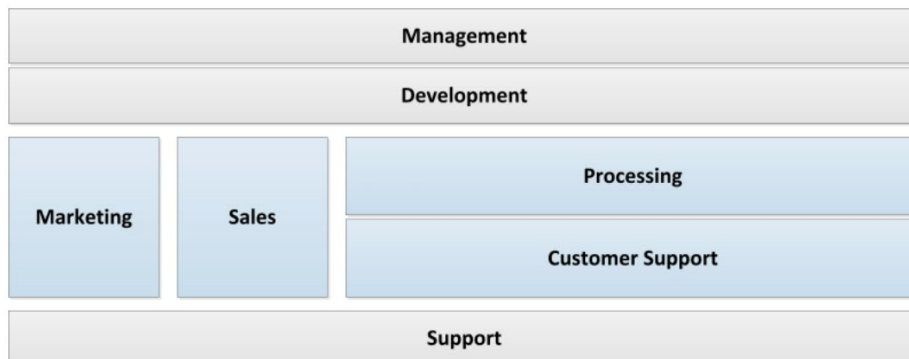 Management
Development
Marketing
Sales
Processing
Customer Support
Support